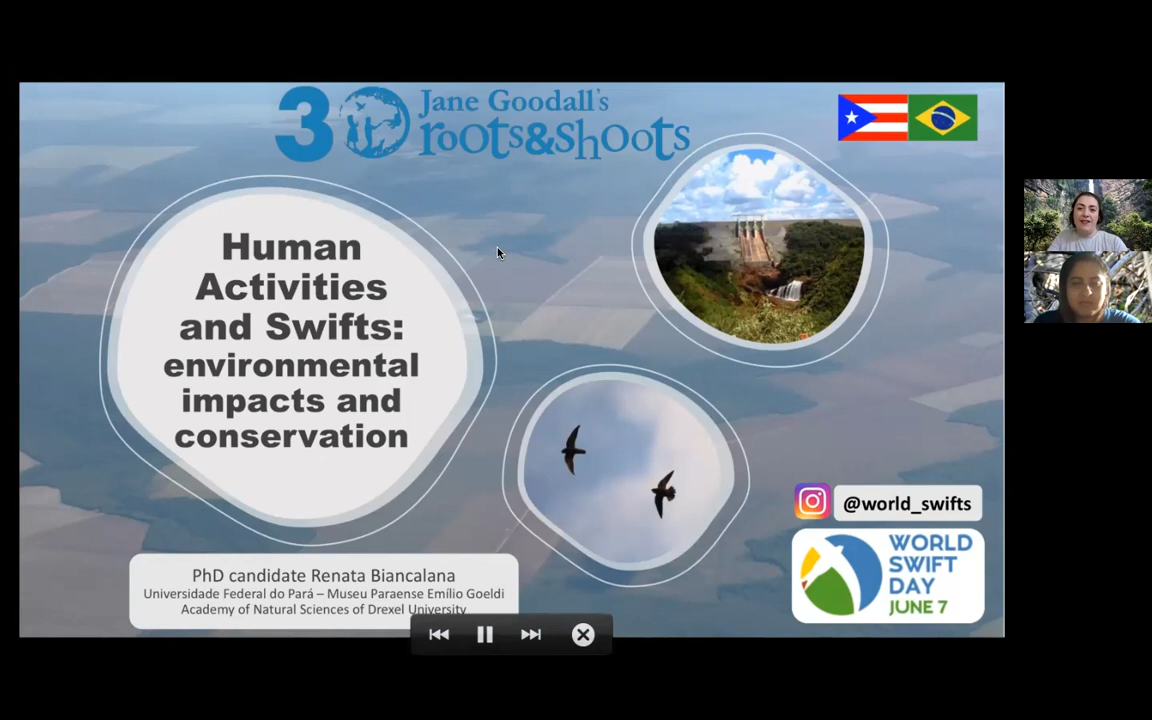 30 Jane Goodall's
roots&shoots
Human
Activities
and Swifts:
environmental
impacts and
conservation
@world_swifts
WORLD
SWIFT
DAY
JUNE 7
PhD candidate Renata Biancalana
Universidade Federal do Pará – Museu Paraense Emílio Goeldi
Academy of Natural Sciences of Drexel University